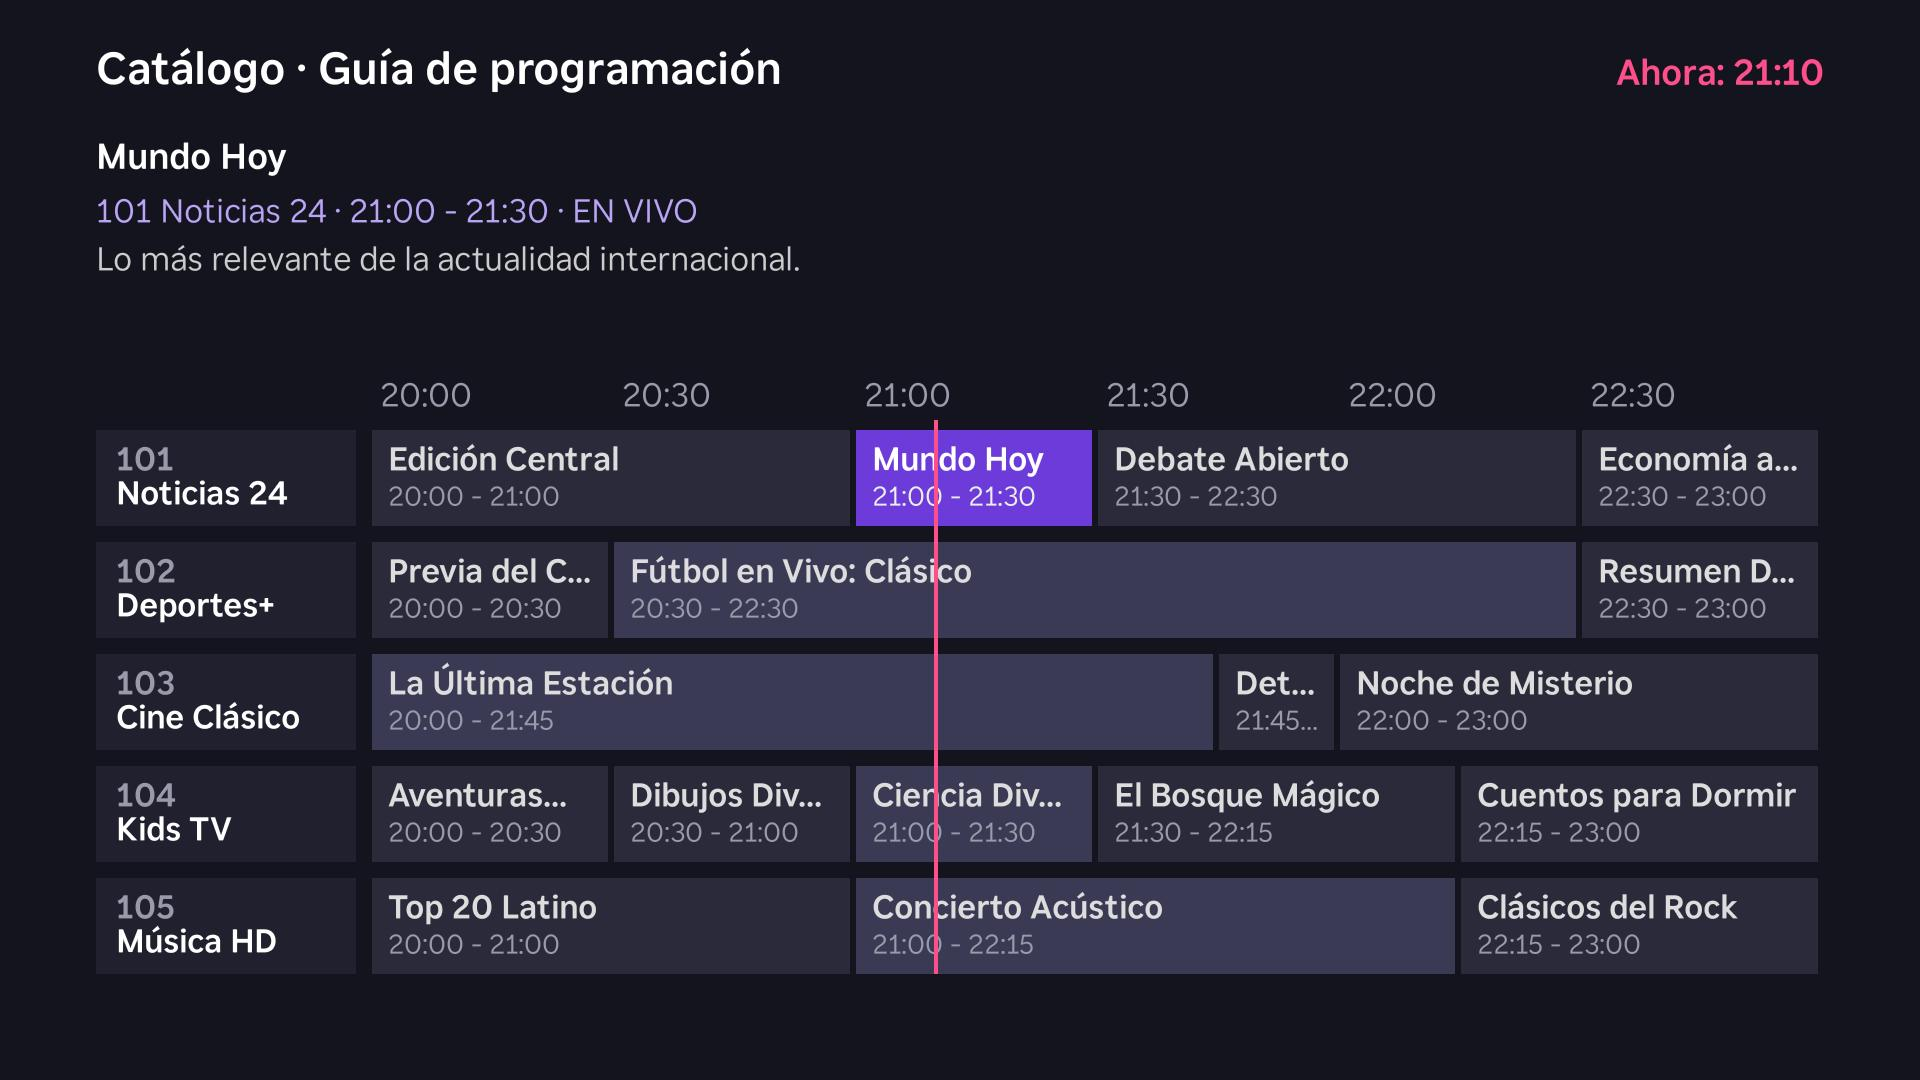 Catálogo · Guía de programación
Ahora: 21:10
Mundo Hoy
101 Noticias 24 · 21:00 - 21:30 · EN VIVO
Lo más relevante de la actualidad internacional.
20:00 20:30 21:00 21:30 22:00 22:30
101
Noticias 24
Edición Central
20:00 - 21:00
Mundo Hoy
21:00 - 21:30
Debate Abierto
21:30 - 22:30
Economía a...
22:30 - 23:00
102
Deportes+
Previa del C...
20:00 - 20:30
Fútbol en Vivo: Clásico
20:30 - 22:30
Resumen D...
22:30 - 23:00
103
Cine Clásico
La Última Estación
20:00 - 21:45
Det...
21:45...
Noche de Misterio
22:00 - 23:00
104
Kids TV
Aventuras...
20:00 - 20:30
Dibujos Div...
20:30 - 21:00
Ciencia Div...
21:00 - 21:30
El Bosque Mágico
21:30 - 22:15
Cuentos para Dormir
22:15 - 23:00
105
Música HD
Top 20 Latino
20:00 - 21:00
Concierto Acústico
21:00 - 22:15
Clásicos del Rock
22:15 - 23:00